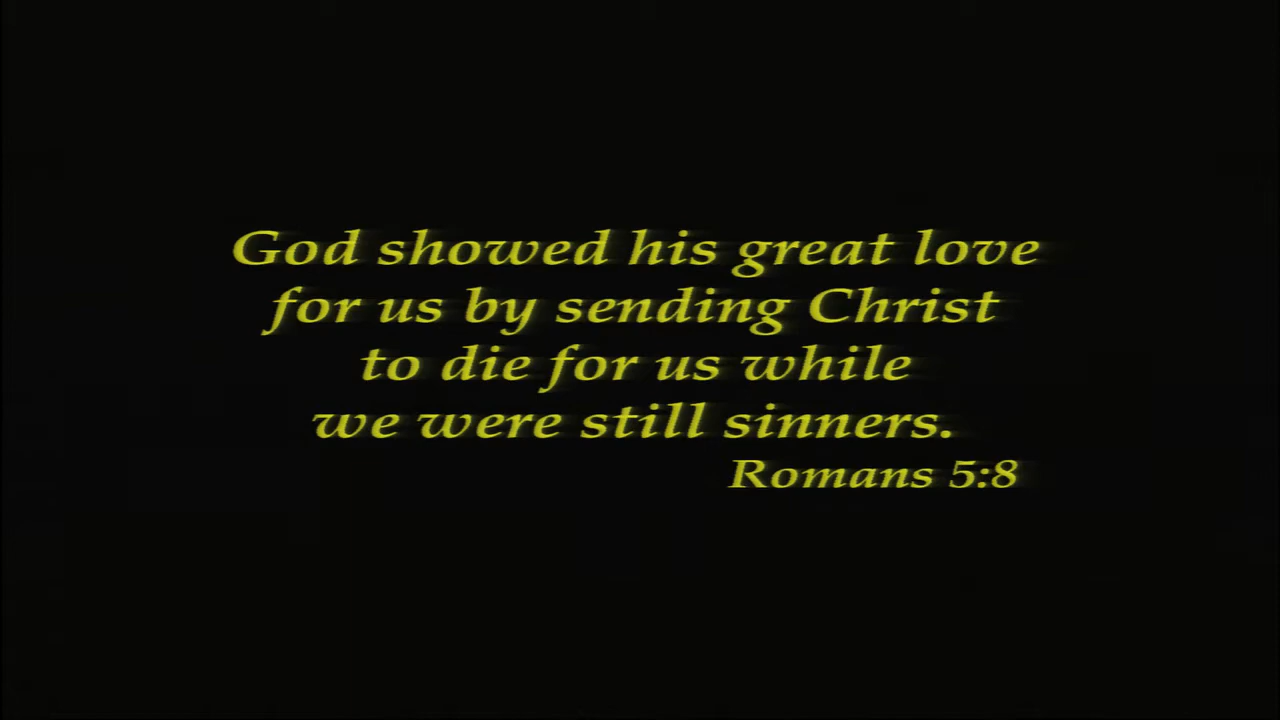 God showed his great love
for us by sending Christ
to die for us while
we were still sinners.
Romans 5:8